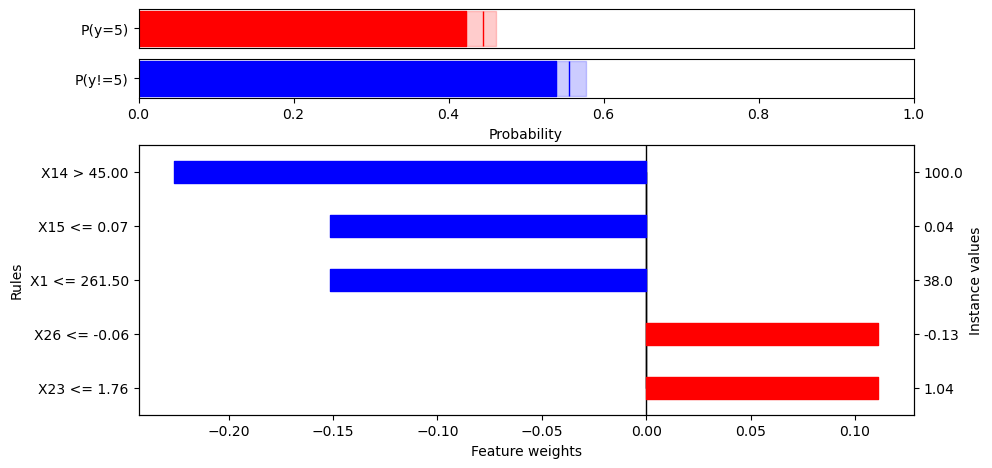 P(y=5)
P(y!=5)
0.0 0.2 0.4 0.6 0.8 1.0
Probability
X14 > 45.00 100.0
X15 <= 0.07 0.04
X1 <= 261.50 38.0
X26 <= -0.06 -0.13
X23 <= 1.76 1.04
Rules
Instance values
−0.20 −0.15 −0.10 −0.05 0.00 0.05 0.10
Feature weights